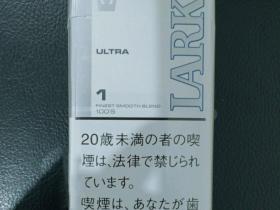 ULTRA
LARK
1
FINEST SMOOTH BLEND
100'S
20歳未満の者の喫
煙は、法律で禁じられ
ています。
喫煙は、あなたが歯